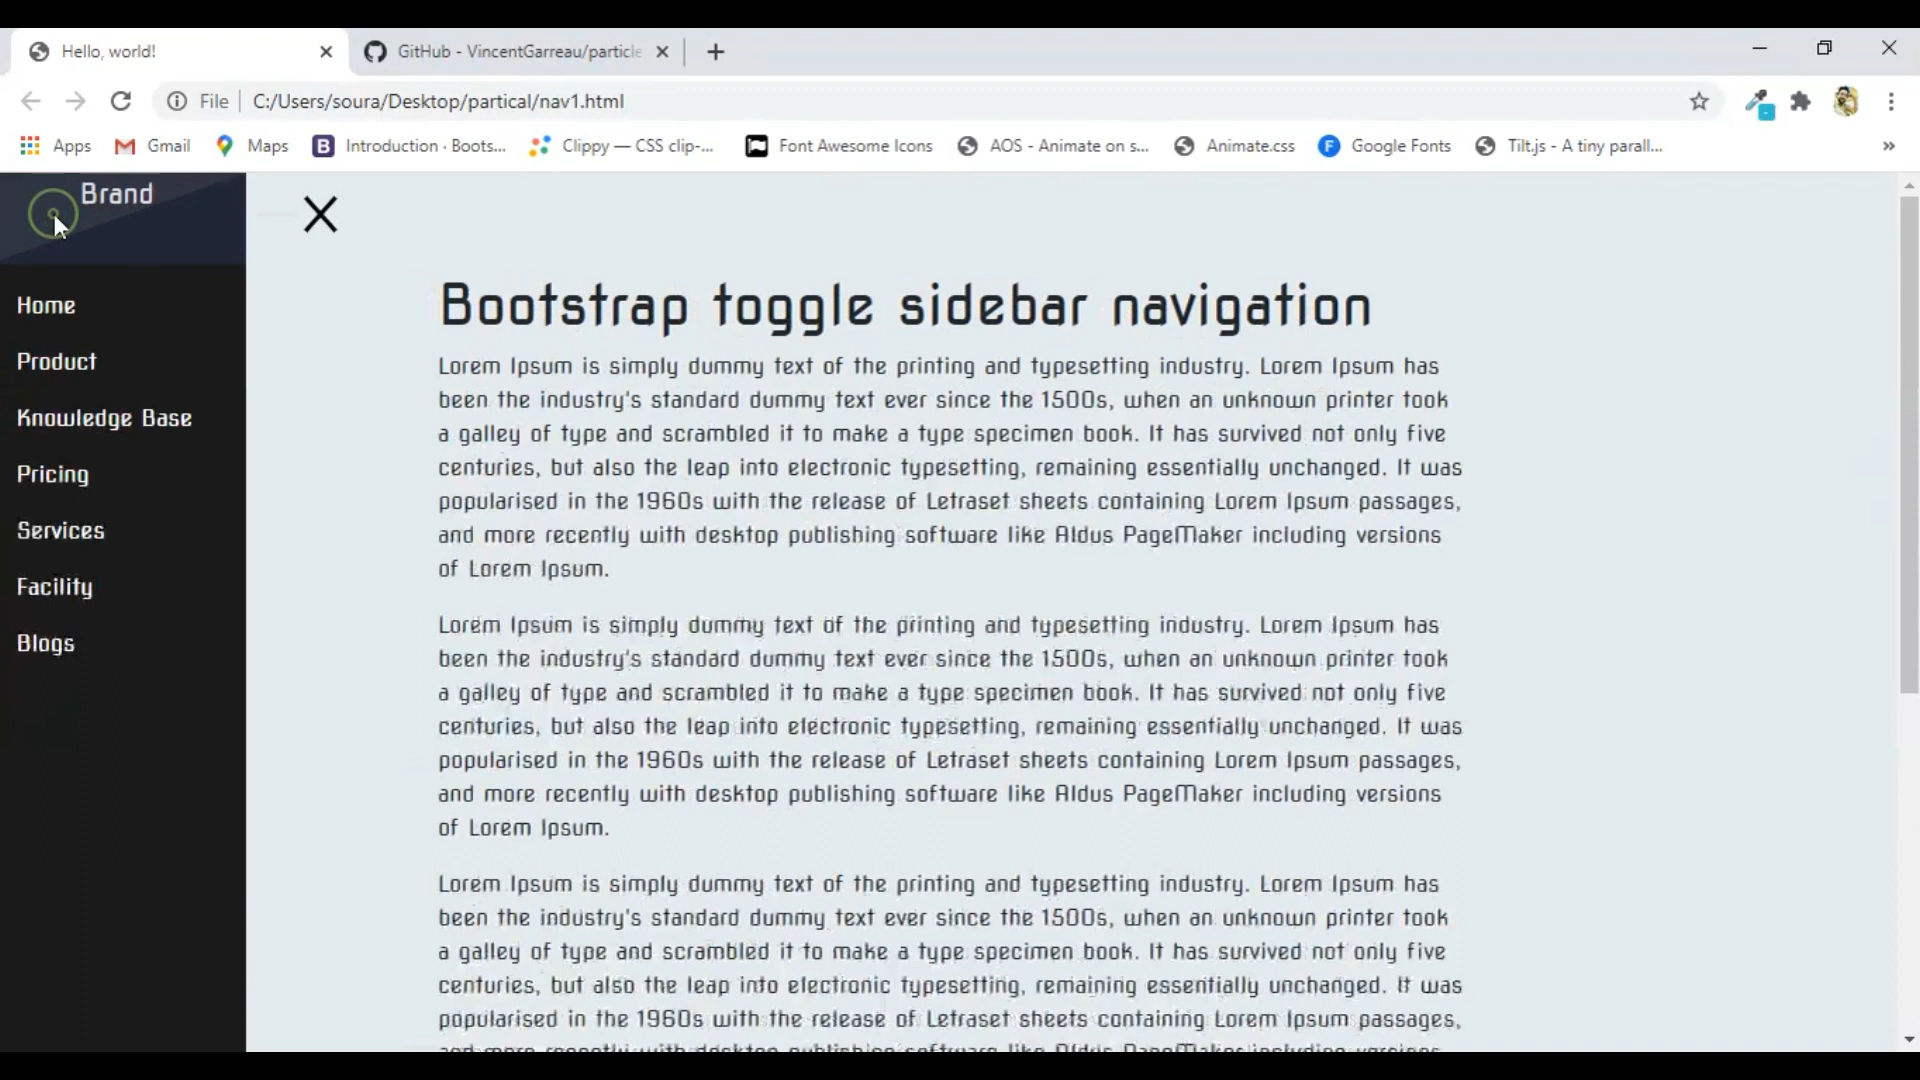 Hello, world!
GitHub - VincentGarreau/particle
File
C:/Users/soura/Desktop/partical/nav1.html
Apps
Gmail
Maps
B
Introduction · Boots...
Clippy — CSS clip-...
Font Awesome Icons
AOS - Animate on s...
Animate.css
F
Google Fonts
Tilt.js - A tiny parall...
»
Brand
Home
Product
Knowledge Base
Pricing
Services
Facility
Blogs
Bootstrap toggle sidebar navigation
Lorem Ipsum is simply dummy text of the printing and typesetting industry. Lorem Ipsum has
been the industry's standard dummy text ever since the 1500s, when an unknown printer took
a galley of type and scrambled it to make a type specimen book. It has survived not only five
centuries, but also the leap into electronic typesetting, remaining essentially unchanged. It was
popularised in the 1960s with the release of Letraset sheets containing Lorem Ipsum passages,
and more recently with desktop publishing software like Aldus PageMaker including versions
of Lorem Ipsum.
Lorem Ipsum is simply dummy text of the printing and typesetting industry. Lorem Ipsum has
been the industry's standard dummy text ever since the 1500s, when an unknown printer took
a galley of type and scrambled it to make a type specimen book. It has survived not only five
centuries, but also the leap into electronic typesetting, remaining essentially unchanged. It was
popularised in the 1960s with the release of Letraset sheets containing Lorem Ipsum passages,
and more recently with desktop publishing software like Aldus PageMaker including versions
of Lorem Ipsum.
Lorem Ipsum is simply dummy text of the printing and typesetting industry. Lorem Ipsum has
been the industry's standard dummy text ever since the 1500s, when an unknown printer took
a galley of type and scrambled it to make a type specimen book. It has survived not only five
centuries, but also the leap into electronic typesetting, remaining essentially unchanged. It was
popularised in the 1960s with the release of Letraset sheets containing Lorem Ipsum passages,
and more recently with desktop publishing software like Aldus PageMaker including versions